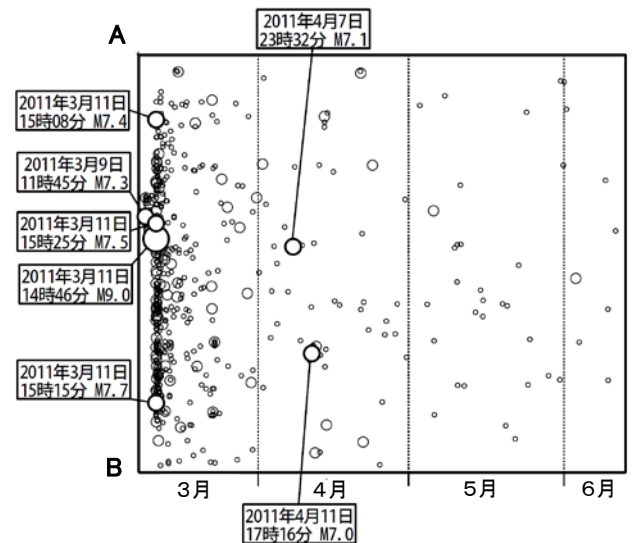 A
2011年4月7日
23時32分 M7.1
2011年3月11日
15時08分 M7.4
2011年3月9日
11時45分 M7.3
2011年3月11日
15時25分 M7.5
2011年3月11日
14時46分 M9.0
2011年3月11日
15時15分 M7.7
B
3月
4月
5月
6月
2011年4月11日
17時16分 M7.0